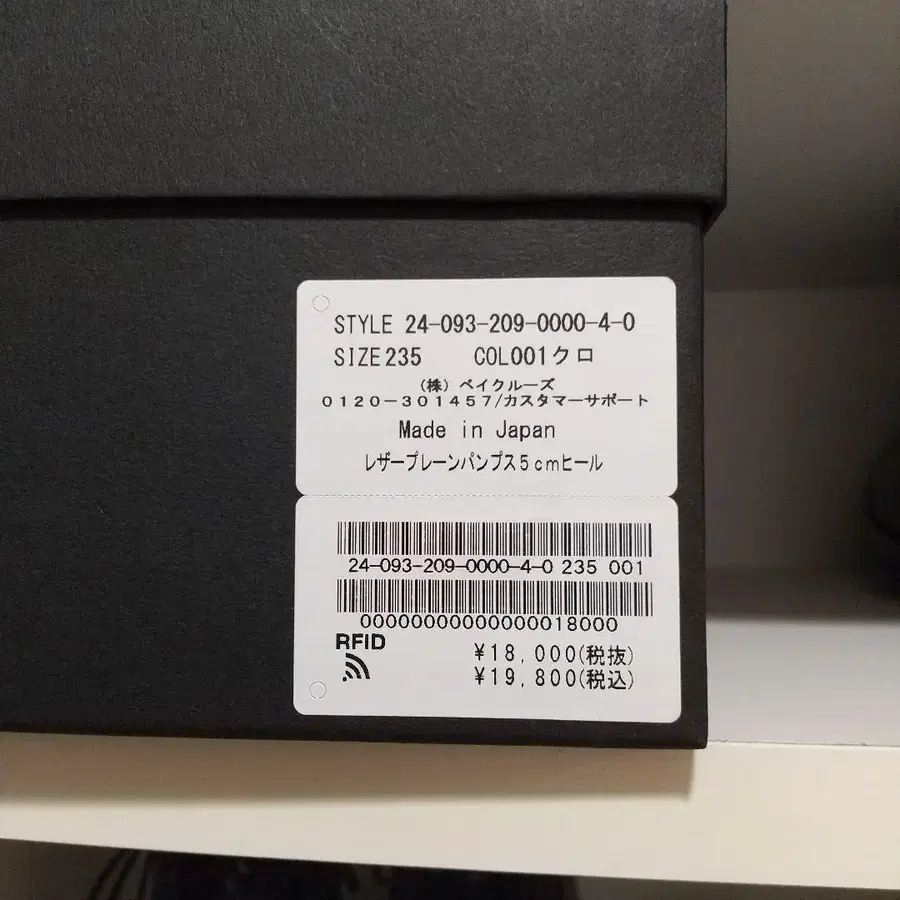 STYLE 24-093-209-0000-4-0
SIZE235 COL001クロ
(株) ベイクルーズ
0120-301457/カスタマーサポート
Made in Japan
レザープレーンパンプス5cmヒール
24-093-209-0000-4-0 235 001
00000000000000018000
RFID
¥18,000(税抜)
¥19,800(税込)